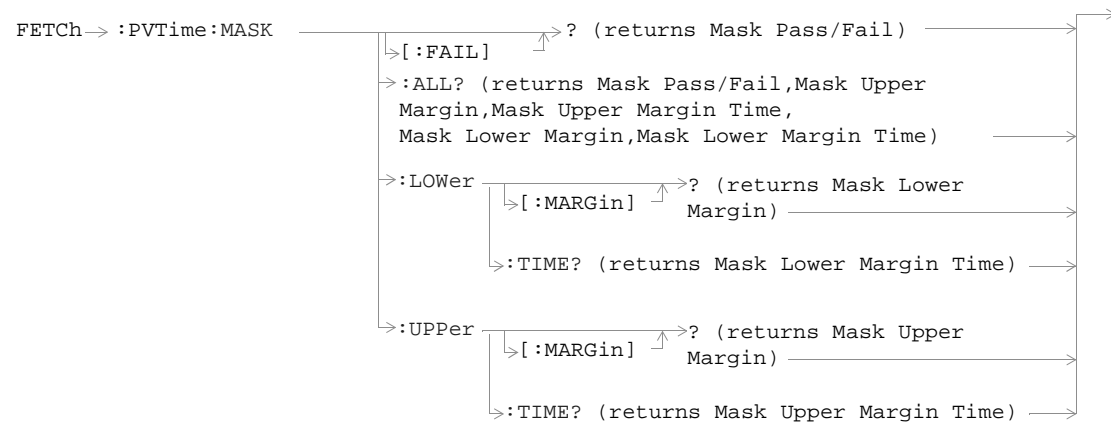 FETCh :PVTime:MASK ? (returns Mask Pass/Fail)
[:FAIL]
:ALL? (returns Mask Pass/Fail,Mask Upper
Margin,Mask Upper Margin Time,
Mask Lower Margin,Mask Lower Margin Time)
:LOWer ? (returns Mask Lower
[:MARGin] Margin)
:TIME? (returns Mask Lower Margin Time)
:UPPer ? (returns Mask Upper
[:MARGin] Margin)
:TIME? (returns Mask Upper Margin Time)